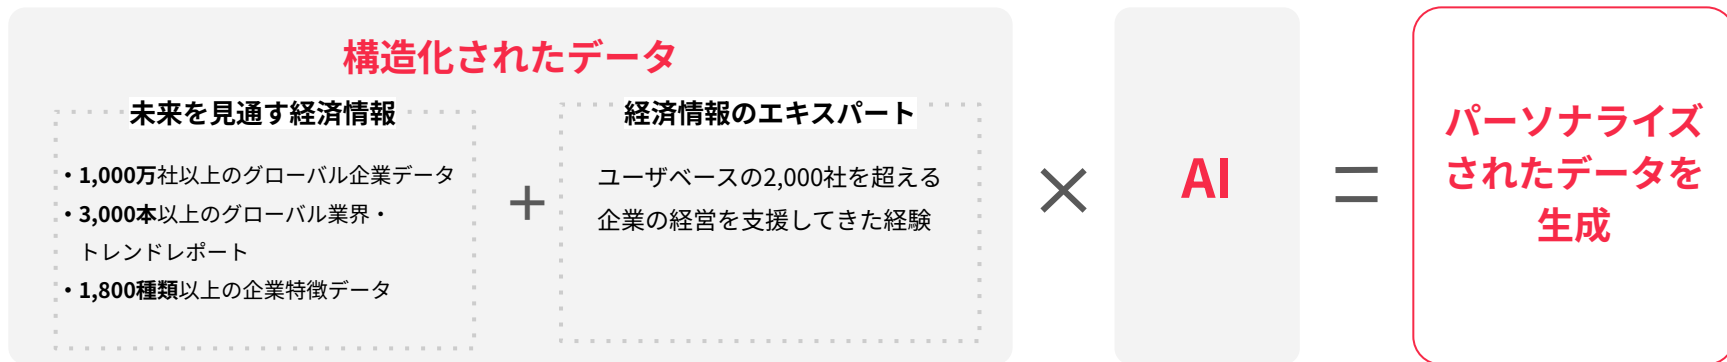 構造化されたデータ
未来を見通す経済情報
・1,000万社以上のグローバル企業データ
・3,000本以上のグローバル業界・
トレンドレポート
・1,800種類以上の企業特徴データ
+
経済情報のエキスパート
ユーザベースの2,000社を超える
企業の経営を支援してきた経験
×
AI
=
パーソナライズ
されたデータを
生成